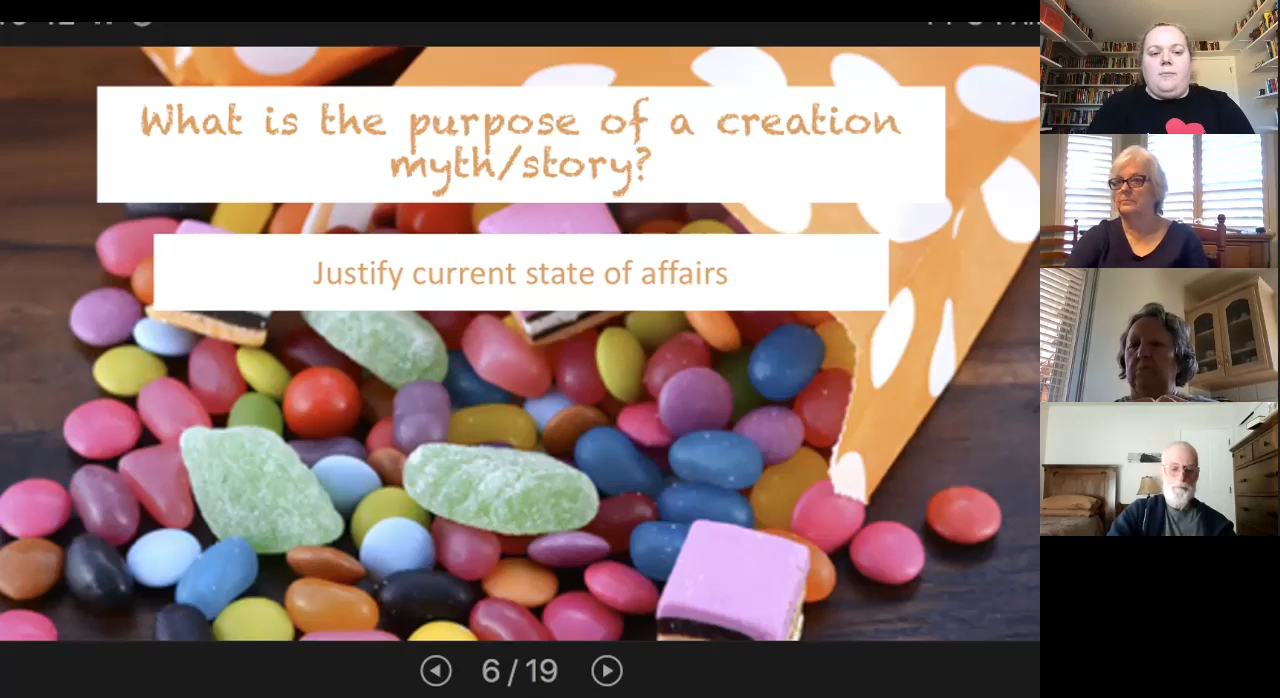 What is the purpose of a creation
myth/story?
Justify current state of affairs
6/19